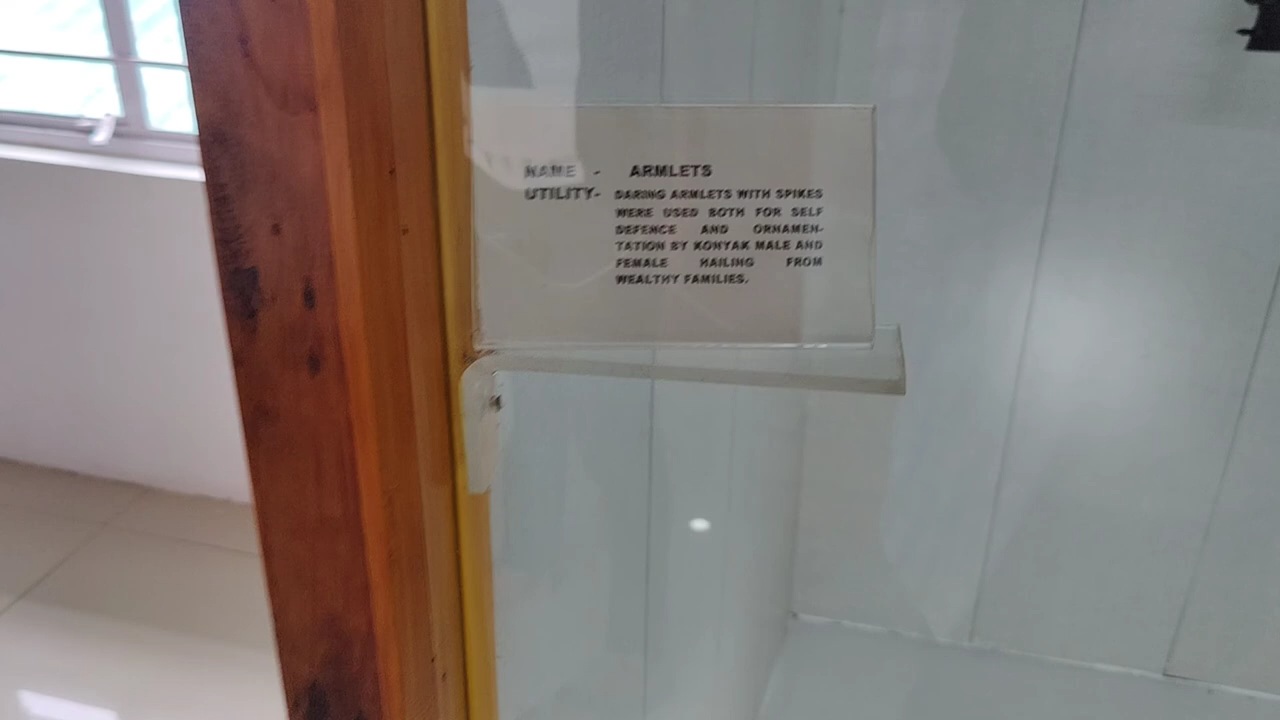 NAME - ARMLETS
UTILITY- DARING ARMLETS WITH SPIKES
WERE USED BOTH FOR SELF
DEFENCE AND ORNAMEN-
TATION BY KONYAK MALE AND
FEMALE HAILING FROM
WEALTHY FAMILIES.